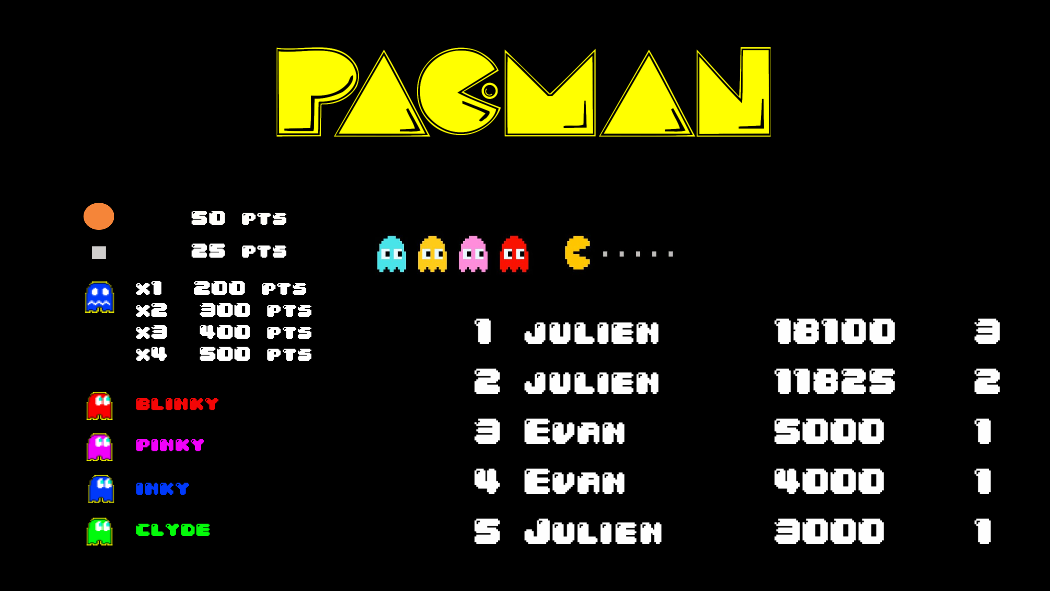 PACMAN
50 PTS
25 PTS
x1 200 PTS
x2 300 PTS
x3 400 PTS
x4 500 PTS
BLINKY
PINKY
INKY
CLYDE
1 JULIEN 18100 3
2 JULIEN 11825 2
3 EVAN 5000 1
4 EVAN 4000 1
5 JULIEN 3000 1